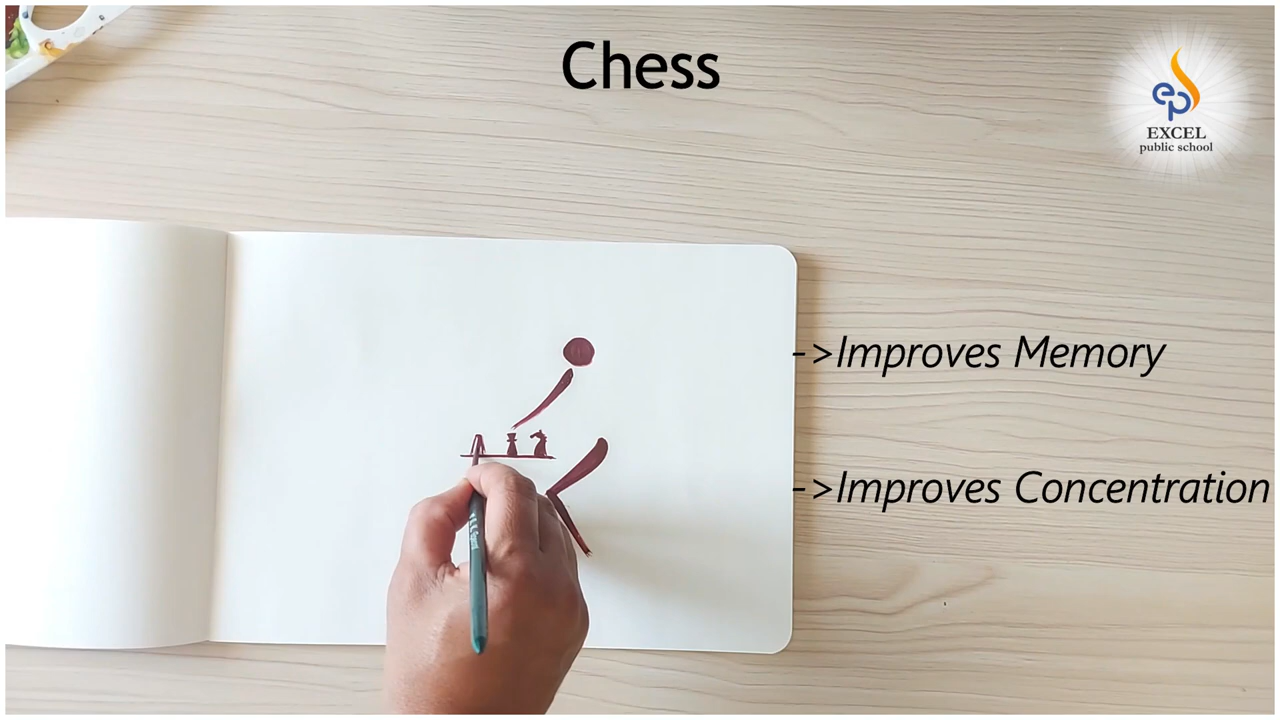 Chess
EXCEL
public school
->Improves Memory
->Improves Concentration